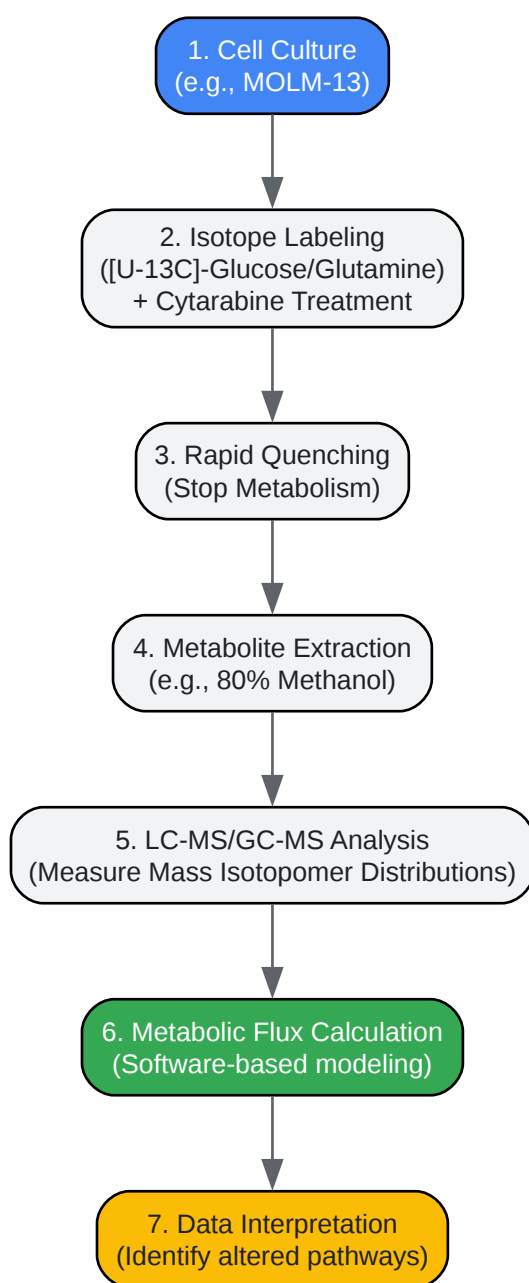 1. Cell Culture
(e.g., MOLM-13)
2. Isotope Labeling
([U-13C]-Glucose/Glutamine)
+ Cytarabine Treatment
3. Rapid Quenching
(Stop Metabolism)
4. Metabolite Extraction
(e.g., 80% Methanol)
5. LC-MS/GC-MS Analysis
(Measure Mass Isotopomer Distributions)
6. Metabolic Flux Calculation
(Software-based modeling)
7. Data Interpretation
(Identify altered pathways)